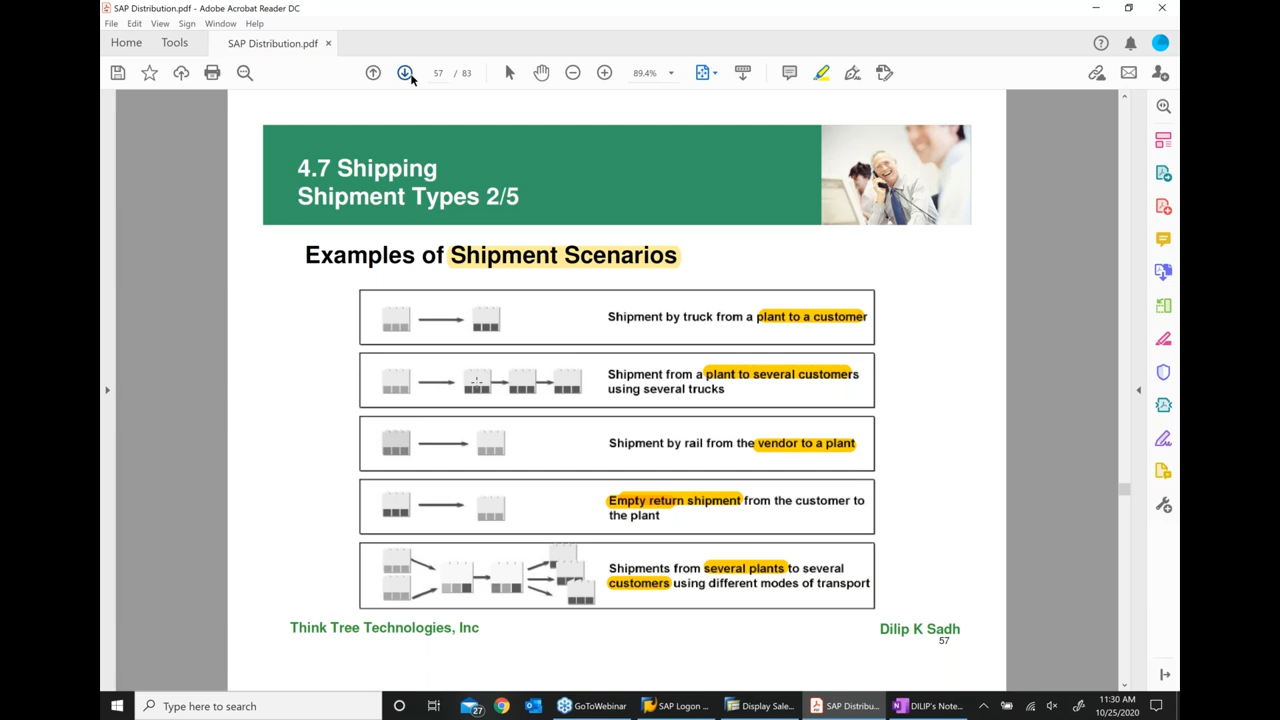 SAP Distribution.pdf - Adobe Acrobat Reader DC
File Edit View Sign Window Help
Home Tools SAP Distribution.pdf ×
57 / 83 89.4%
4.7 Shipping
Shipment Types 2/5
Examples of Shipment Scenarios
Shipment by truck from a plant to a customer
Shipment from a plant to several customers
using several trucks
Shipment by rail from the vendor to a plant
Empty return shipment from the customer to
the plant
Shipments from several plants to several
customers using different modes of transport
Think Tree Technologies, Inc
Dilip K Sadh
57
Type here to search
27
GoToWebinar
SAP Logon ...
Display Sale...
SAP Distribu...
DILIP's Note...
11:30 AM
10/25/2020